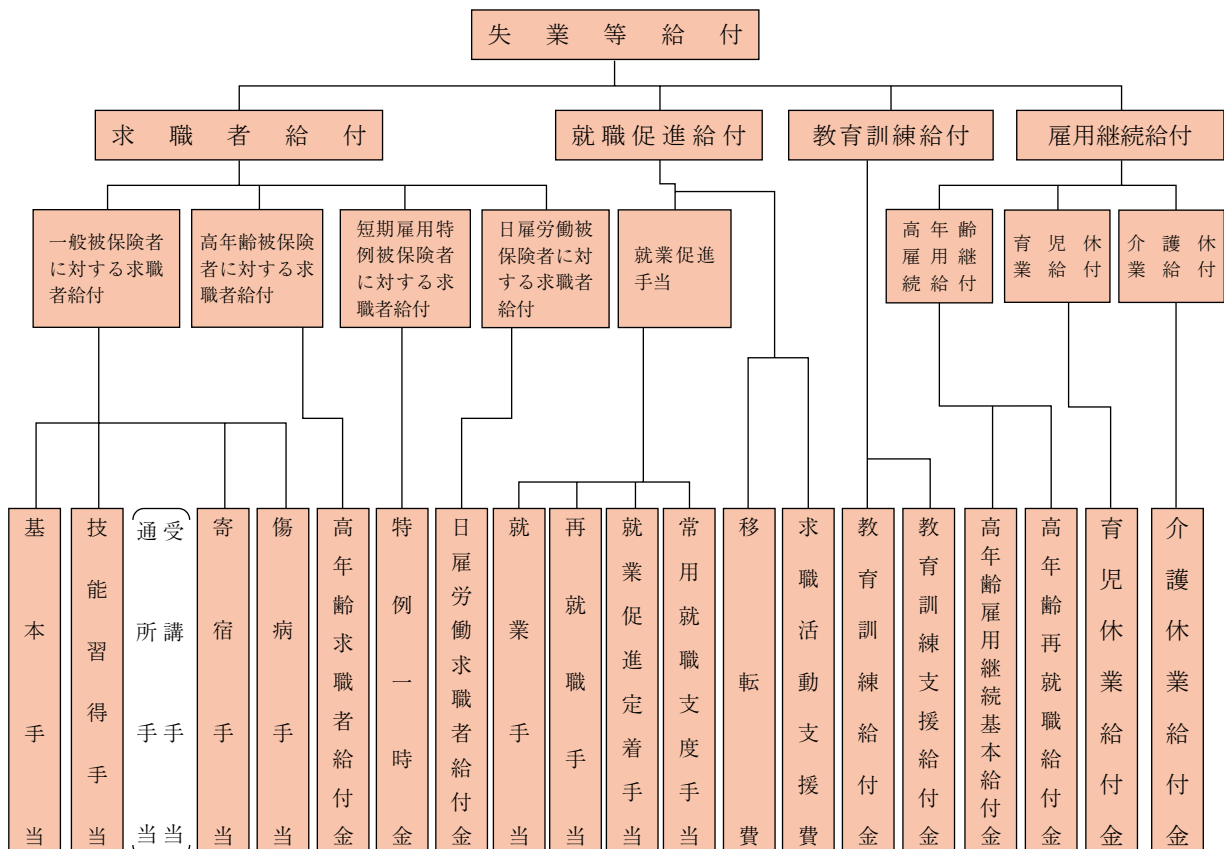 失業等給付
求職者給付
就職促進給付
教育訓練給付
雇用継続給付
一般被保険者
に対する求職
者給付
高年齢被保険
者に対する求
職者給付
短期雇用特
例被保険者
に対する求
職者給付
日雇労働被
保険者に対
する求職者
給付
就業促進
手当
高年齢
雇用継
続給付
育児休
業給付
介護休
業給付
基本手当
技能習得手当
受講手当
通所手当
寄宿手当
傷病手当
高年齢求職者給付金
特例一時金
日雇労働求職者給付金
就業手当
再就職手当
就業促進定着手当
常用就職支度手当
移転費
求職活動支援費
教育訓練給付金
教育訓練支援給付金
高年齢雇用継続基本給付金
高年齢再就職給付金
育児休業給付金
介護休業給付金